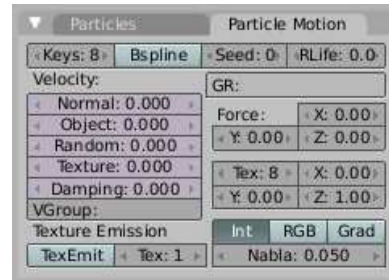 Particles Particle Motion
Keys: 8 Bspline Seed: 0 RLife: 0.0
Velocity:
Normal: 0.000
Object: 0.000
Random: 0.000
Texture: 0.000
Damping: 0.000
VGroup:
GR:
Force: X: 0.00
Y: 0.00 Z: 0.00
Tex: 8 X: 0.00
Y: 0.00 Z: 1.00
Texture Emission
TexEmit Tex: 1
Int RGB Grad
Nabla: 0.050